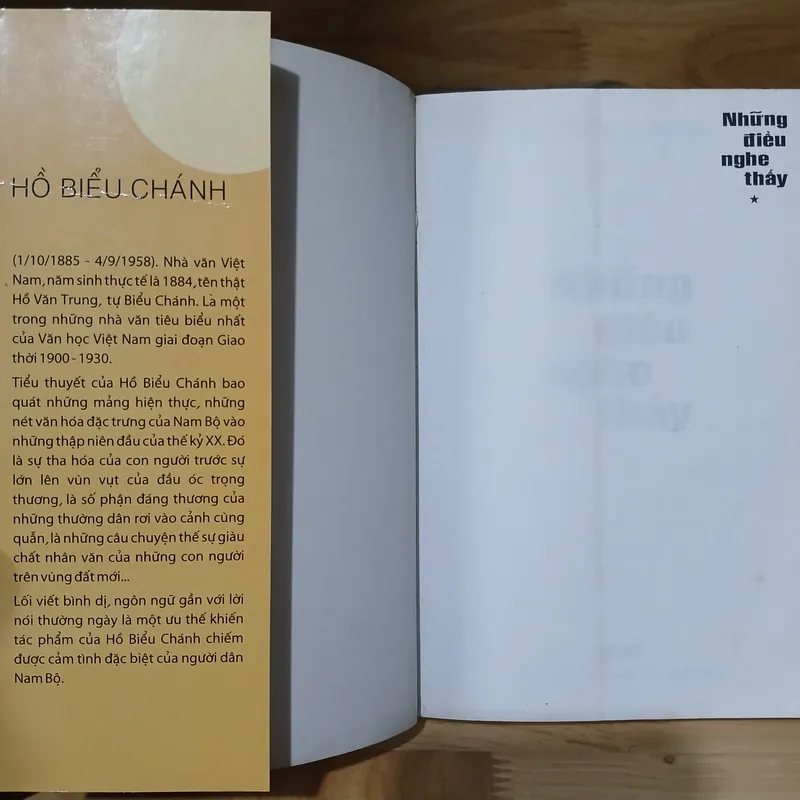 HỒ BIỂU CHÁNH
(1/10/1885 - 4/9/1958). Nhà văn Việt
Nam, năm sinh thực tế là 1884, tên thật
Hồ Văn Trung, tự Biểu Chánh. Là một
trong những nhà văn tiêu biểu nhất
của Văn học Việt Nam giai đoạn Giao
thời 1900 - 1930.
Tiểu thuyết của Hồ Biểu Chánh bao
quát những mảng hiện thực, những
nét văn hóa đặc trưng của Nam Bộ vào
những thập niên đầu của thế kỷ XX. Đó
là sự tha hóa của con người trước sự
lớn lên vùn vụt của đầu óc trọng
thương, là số phận đáng thương của
những thường dân rơi vào cảnh cùng
quẫn, là những câu chuyện thế sự giàu
chất nhân văn của những con người
trên vùng đất mới...
Lối viết bình dị, ngôn ngữ gần với lời
nói thường ngày là một ưu thế khiến
tác phẩm của Hồ Biểu Chánh chiếm
được cảm tình đặc biệt của người dân
Nam Bộ.
Những
điều
nghe
thấy